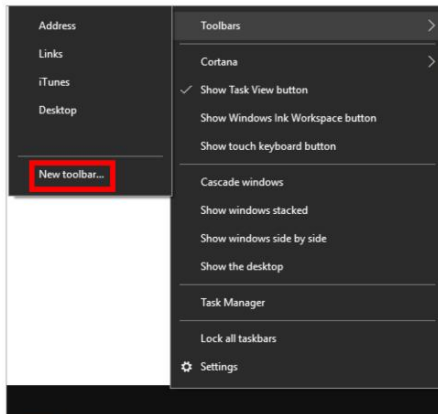 Address
Links
iTunes
Desktop
New toolbar...
Toolbars
Cortana
Show Task View button
Show Windows Ink Workspace button
Show touch keyboard button
Cascade windows
Show windows stacked
Show windows side by side
Show the desktop
Task Manager
Lock all taskbars
Settings